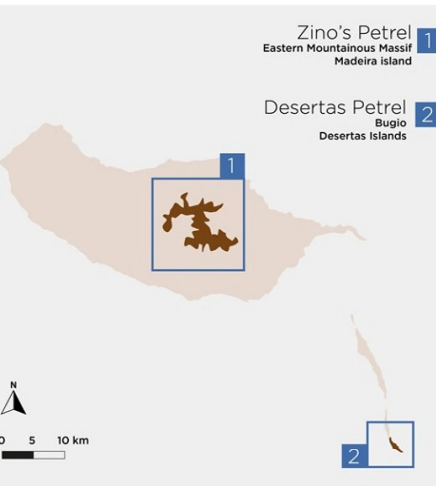 Zino's Petrel
Eastern Mountainous Massif
Madeira island
1
Desertas Petrel
Bugio
Desertas Islands
2
1
N
0 5 10 km
2